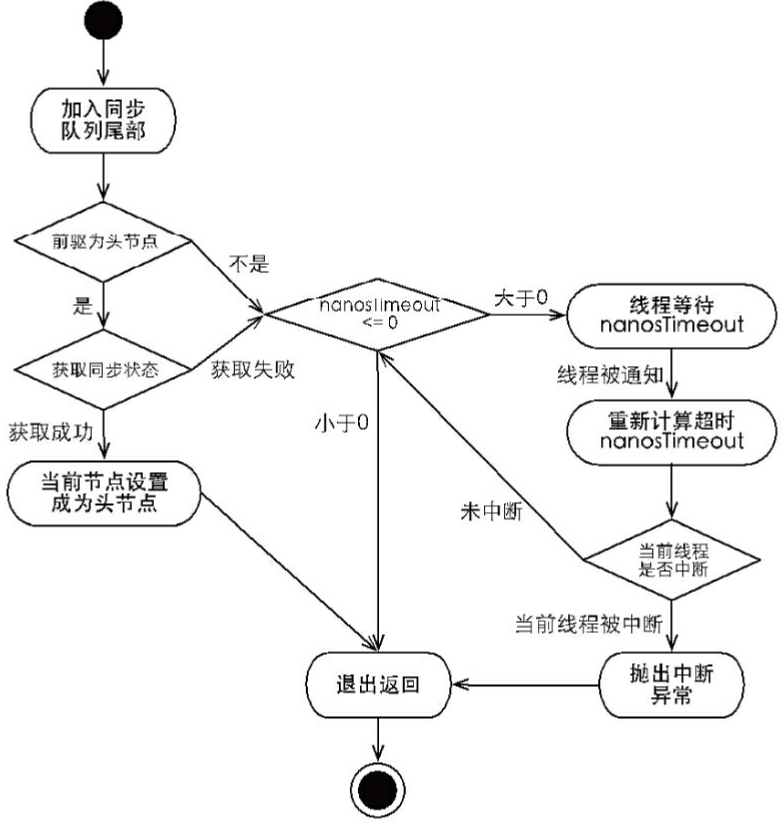 加入同步
队列尾部
前驱为头节点
不是
是
nanosTimeout
<= 0
大于0
线程等待
nanosTimeout
获取同步状态
获取失败
线程被通知
获取成功
小于0
重新计算超时
nanosTimeout
当前节点设置
成为头节点
未中断
当前线程
是否中断
当前线程被中断
退出返回
抛出中断
异常